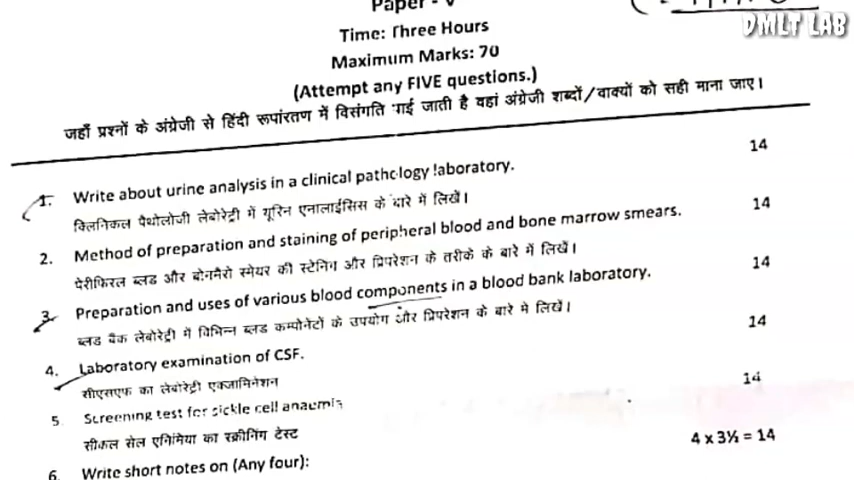 Paper - V
DMLT LAB
Time: Three Hours
Maximum Marks: 70
(Attempt any FIVE questions.)
जहाँ प्रश्नों के अंग्रेजी से हिंदी रूपांतरण में विसंगति पाई जाती है वहां अंग्रेजी शब्दों/वाक्यों को सही माना जाए।
1. Write about urine analysis in a clinical pathology laboratory. 14
क्लिनिकल पैथोलोजी लेबोरेट्री में यूरिन एनालाईसिस के बारे में लिखें।
2. Method of preparation and staining of peripheral blood and bone marrow smears. 14
पेरीफिरल ब्लड और बोनमैरो स्मेयर की स्टेनिंग और प्रिपरेशन के तरीके के बारे में लिखें।
3. Preparation and uses of various blood components in a blood bank laboratory. 14
ब्लड बैंक लेबोरेट्री में विभिन्न ब्लड कम्पोनेटों के उपयोग और प्रिपरेशन के बारे मे लिखें।
4. Laboratory examination of CSF. 14
सीएसएफ का लेबोरेट्री एक्जामिनेशन
5. Screening test for sickle cell anaemia 14
सीकल सेल एनिमिया का स्क्रीनिंग टेस्ट
6. Write short notes on (Any four): 4 x 3½ = 14